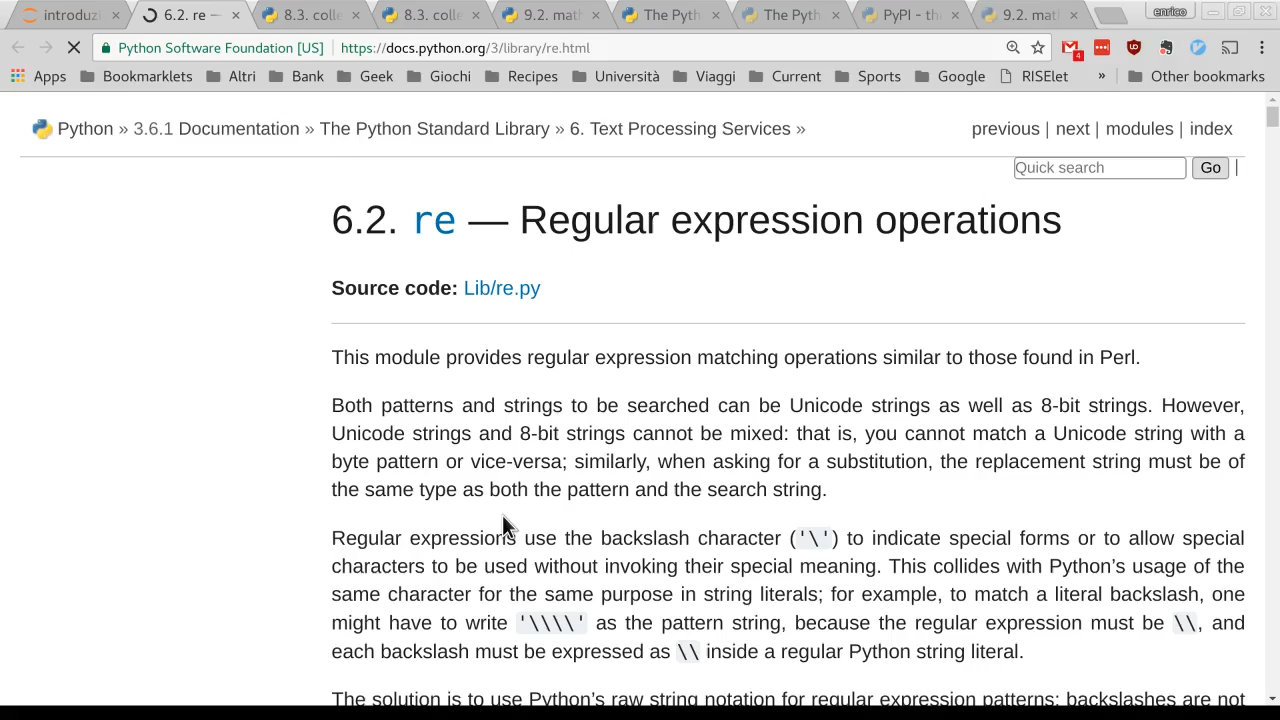 introduzi
6.2. re —
8.3. colle
8.3. colle
9.2. math
The Pyth
The Pyth
PyPI - the
9.2. mat
enrico
Python Software Foundation [US] https://docs.python.org/3/library/re.html
4
Apps Bookmarklets Altri Bank Geek Giochi Recipes Università Viaggi Current Sports Google RISElet » Other bookmarks
Python » 3.6.1 Documentation » The Python Standard Library » 6. Text Processing Services » previous | next | modules | index
Quick search Go |
6.2. re — Regular expression operations
Source code: Lib/re.py
This module provides regular expression matching operations similar to those found in Perl.
Both patterns and strings to be searched can be Unicode strings as well as 8-bit strings. However,
Unicode strings and 8-bit strings cannot be mixed: that is, you cannot match a Unicode string with a
byte pattern or vice-versa; similarly, when asking for a substitution, the replacement string must be of
the same type as both the pattern and the search string.
Regular expressions use the backslash character ('\') to indicate special forms or to allow special
characters to be used without invoking their special meaning. This collides with Python’s usage of the
same character for the same purpose in string literals; for example, to match a literal backslash, one
might have to write '\\\\' as the pattern string, because the regular expression must be \\, and
each backslash must be expressed as \\ inside a regular Python string literal.
The solution is to use Python’s raw string notation for regular expression patterns; backslashes are not